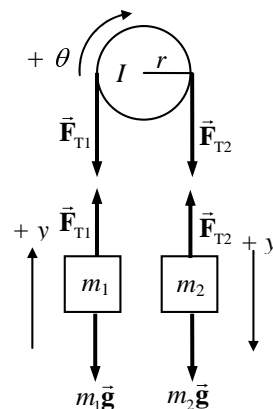 + θ
I r
F⃗T1 F⃗T2
F⃗T1 F⃗T2
+ y + y
m1 m2
m1g⃗ m2g⃗